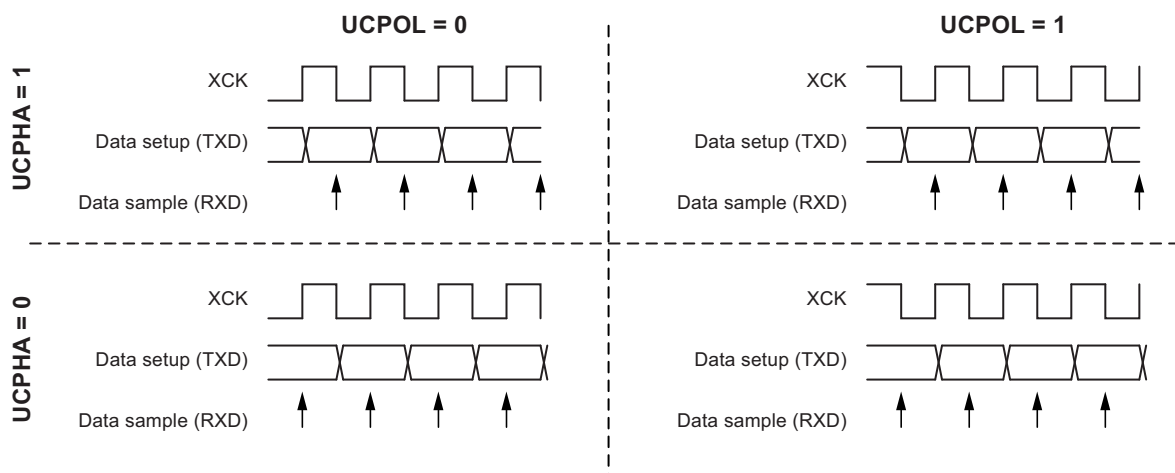 UCPOL = 0
UCPOL = 1
UCPHA = 1
XCK
Data setup (TXD)
Data sample (RXD)
XCK
Data setup (TXD)
Data sample (RXD)
UCPHA = 0
XCK
Data setup (TXD)
Data sample (RXD)
XCK
Data setup (TXD)
Data sample (RXD)